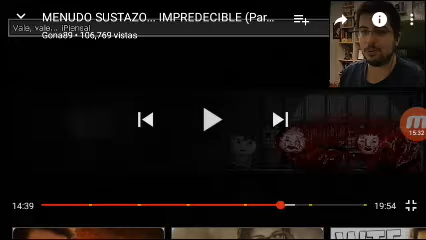 MENUDO SUSTAZO... IMPREDECIBLE (Par...
Vale, vale... ¡Piensa!
Gona89 • 106,769 vistas
15:32
14:39
19:54